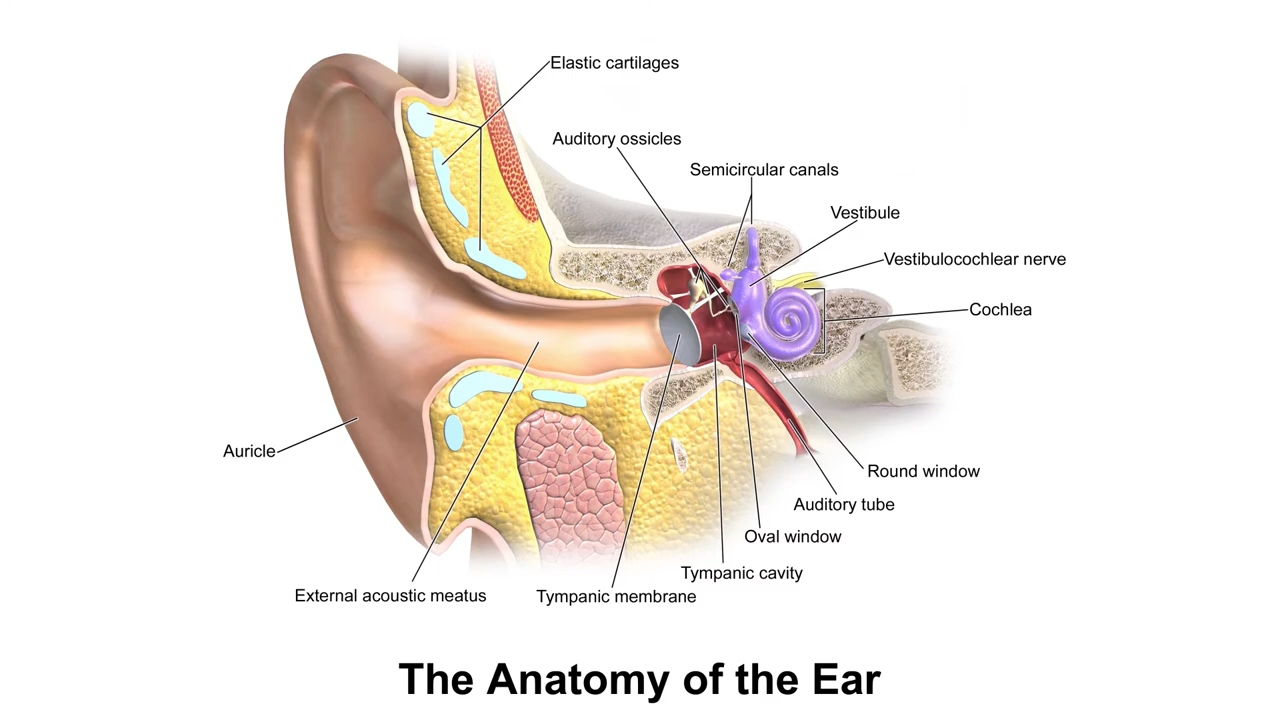 Elastic cartilages
Auditory ossicles
Semicircular canals
Vestibule
Vestibulocochlear nerve
Cochlea
Auricle
Round window
Auditory tube
Oval window
Tympanic cavity
External acoustic meatus
Tympanic membrane
The Anatomy of the Ear